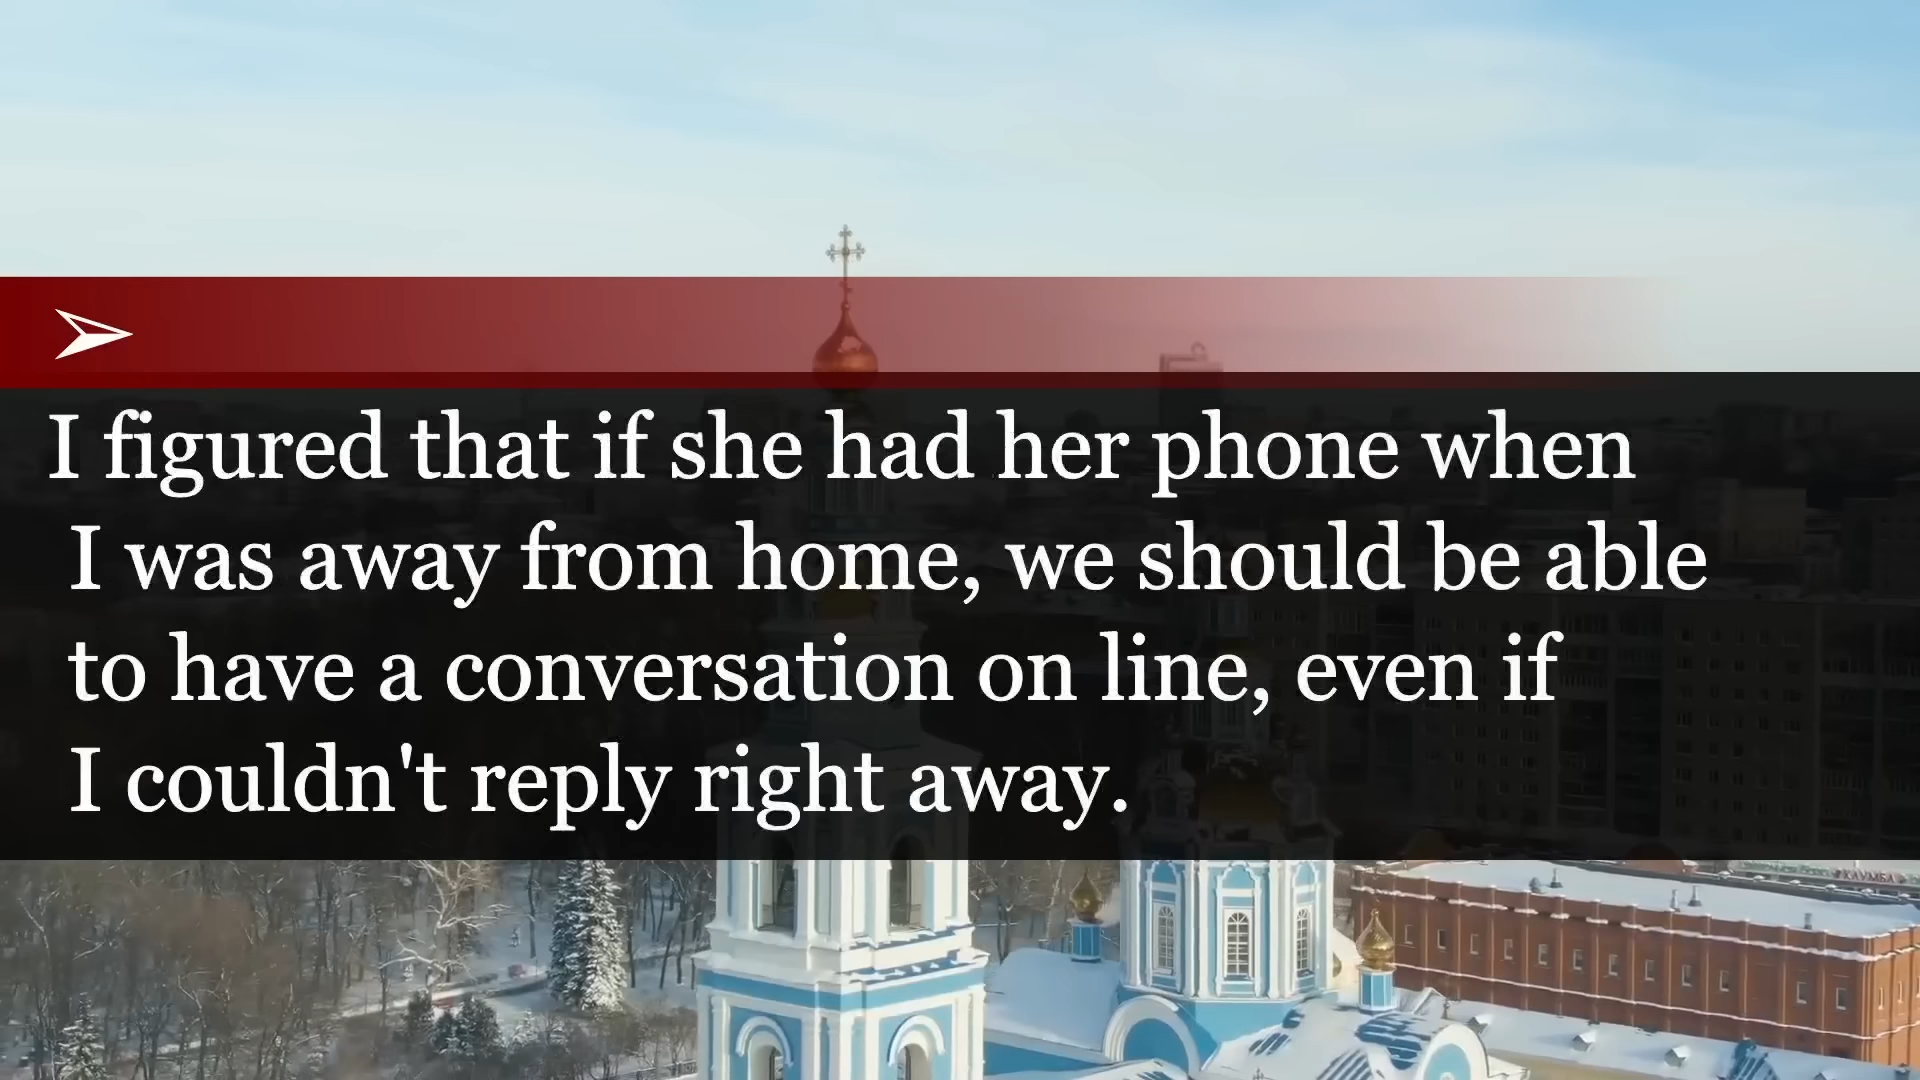 I figured that if she had her phone when
I was away from home, we should be able
to have a conversation on line, even if
I couldn't reply right away.